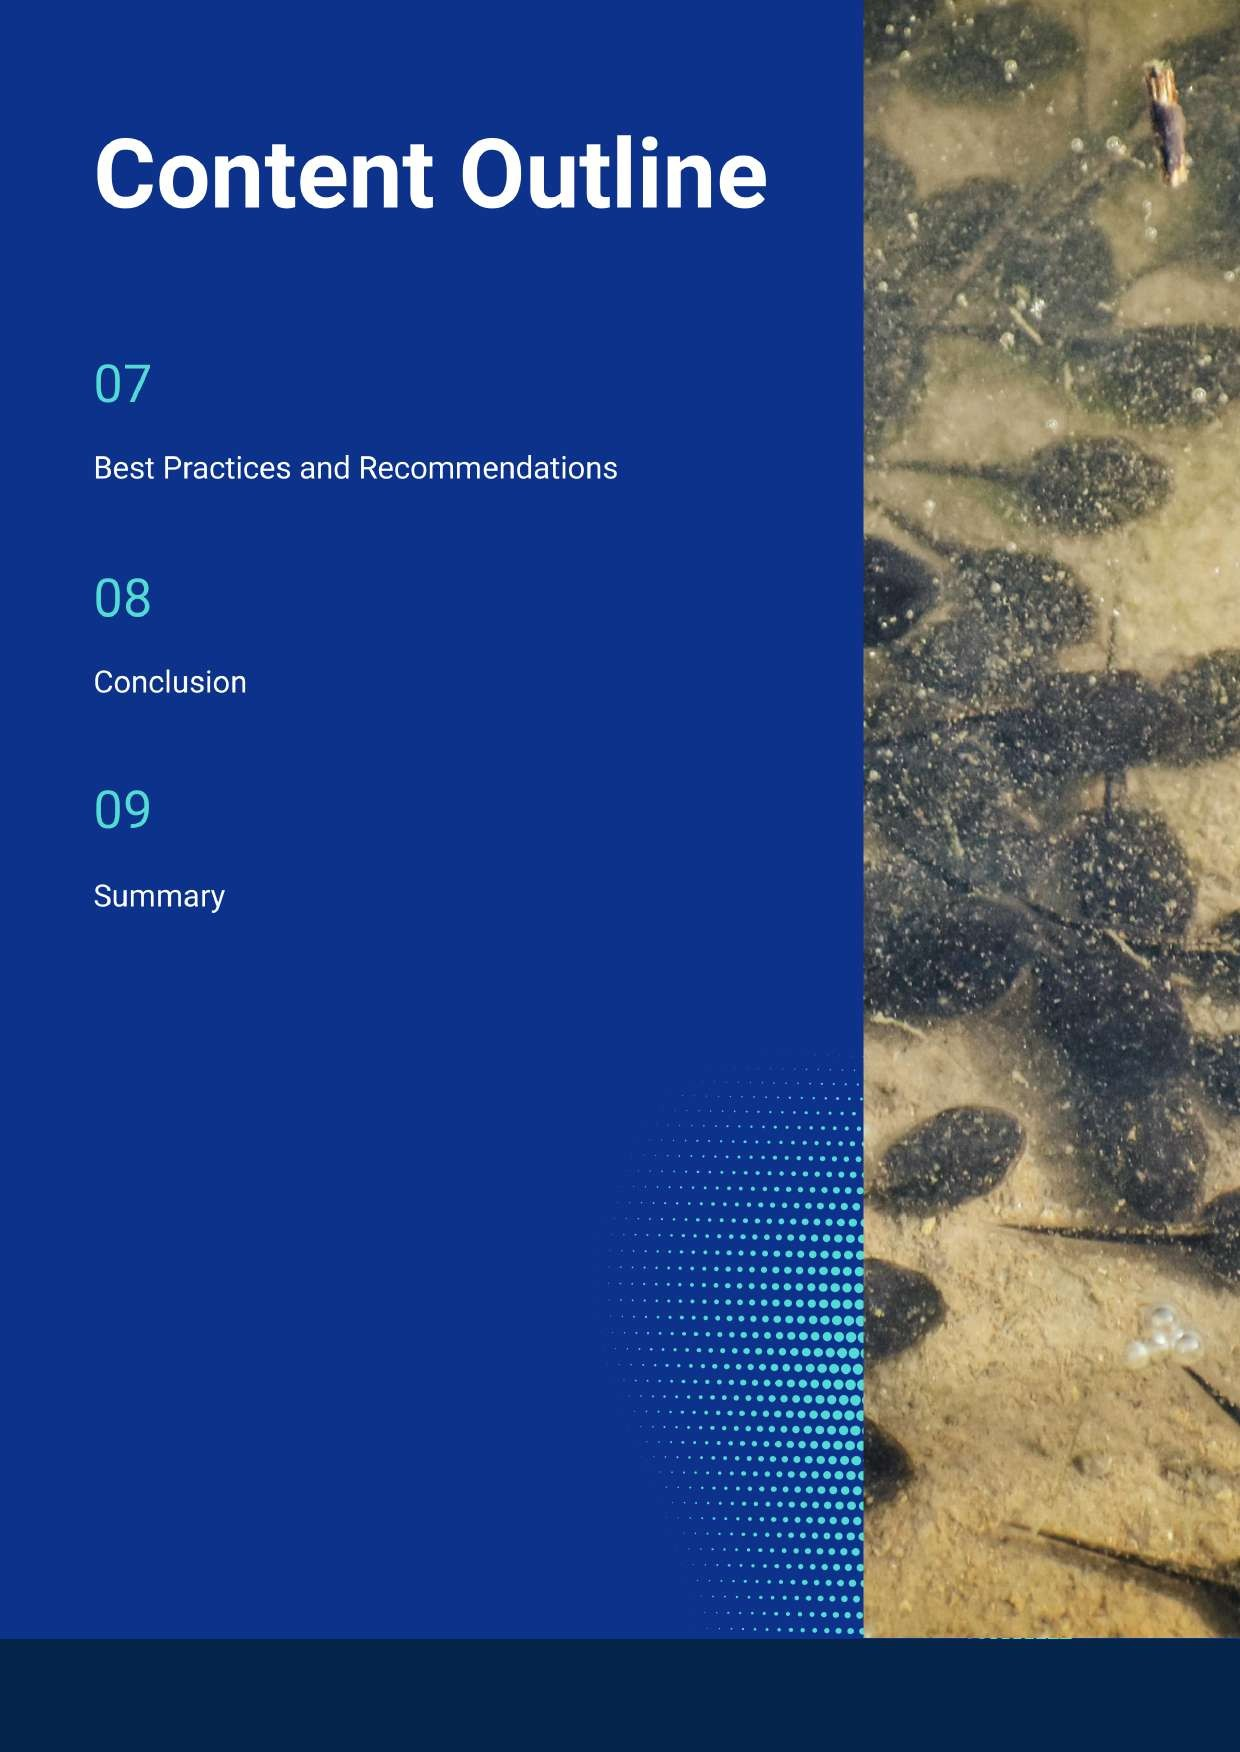 Content Outline
07
Best Practices and Recommendations
08
Conclusion
09
Summary